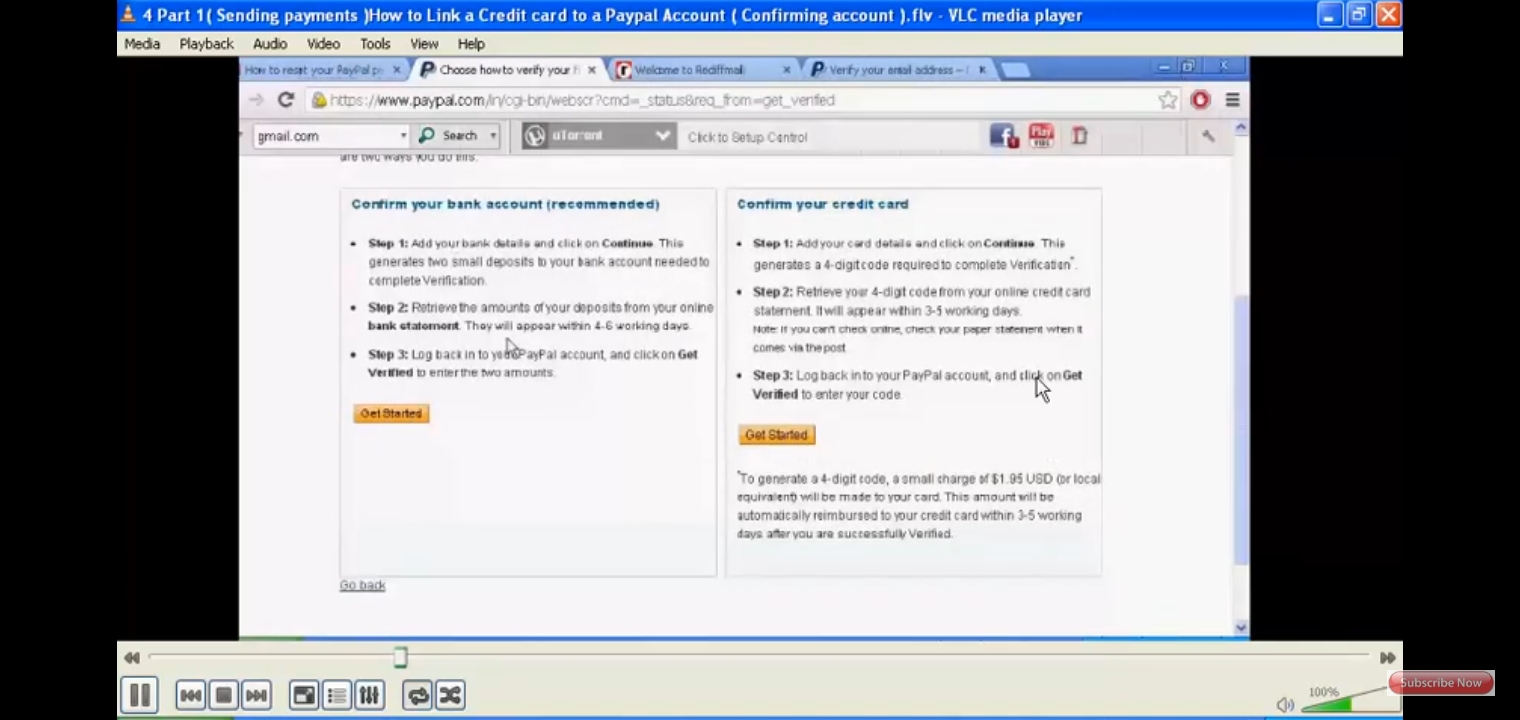 4 Part 1( Sending payments )How to Link a Credit card to a Paypal Account ( Confirming account ).flv - VLC media player
Media Playback Audio Video Tools View Help
How to reset your PayPal p Choose how to verify your Welcome to Rediffmail Verify your email address –
https://www.paypal.com/in/cgi-bin/webscr?cmd=_status&req_from=get_verified
gmail.com Search uTorrent Click to Setup Control
are two ways you do this.
Confirm your bank account (recommended)
Step 1: Add your bank details and click on Continue. This
generates two small deposits to your bank account needed to
complete Verification.
Step 2: Retrieve the amounts of your deposits from your online
bank statement. They will appear within 4-6 working days.
Step 3: Log back in to your PayPal account, and click on Get
Verified to enter the two amounts.
Get Started
Confirm your credit card
Step 1: Add your card details and click on Continue. This
generates a 4-digit code required to complete Verification*.
Step 2: Retrieve your 4-digit code from your online credit card
statement. It will appear within 3-5 working days.
Note: If you can't check online, check your paper statement when it
comes via the post.
Step 3: Log back in to your PayPal account, and click on Get
Verified to enter your code.
Get Started
*To generate a 4-digit code, a small charge of $1.95 USD (or local
equivalent) will be made to your card. This amount will be
automatically reimbursed to your credit card within 3-5 working
days after you are successfully Verified.
Go back
Subscribe Now
100%